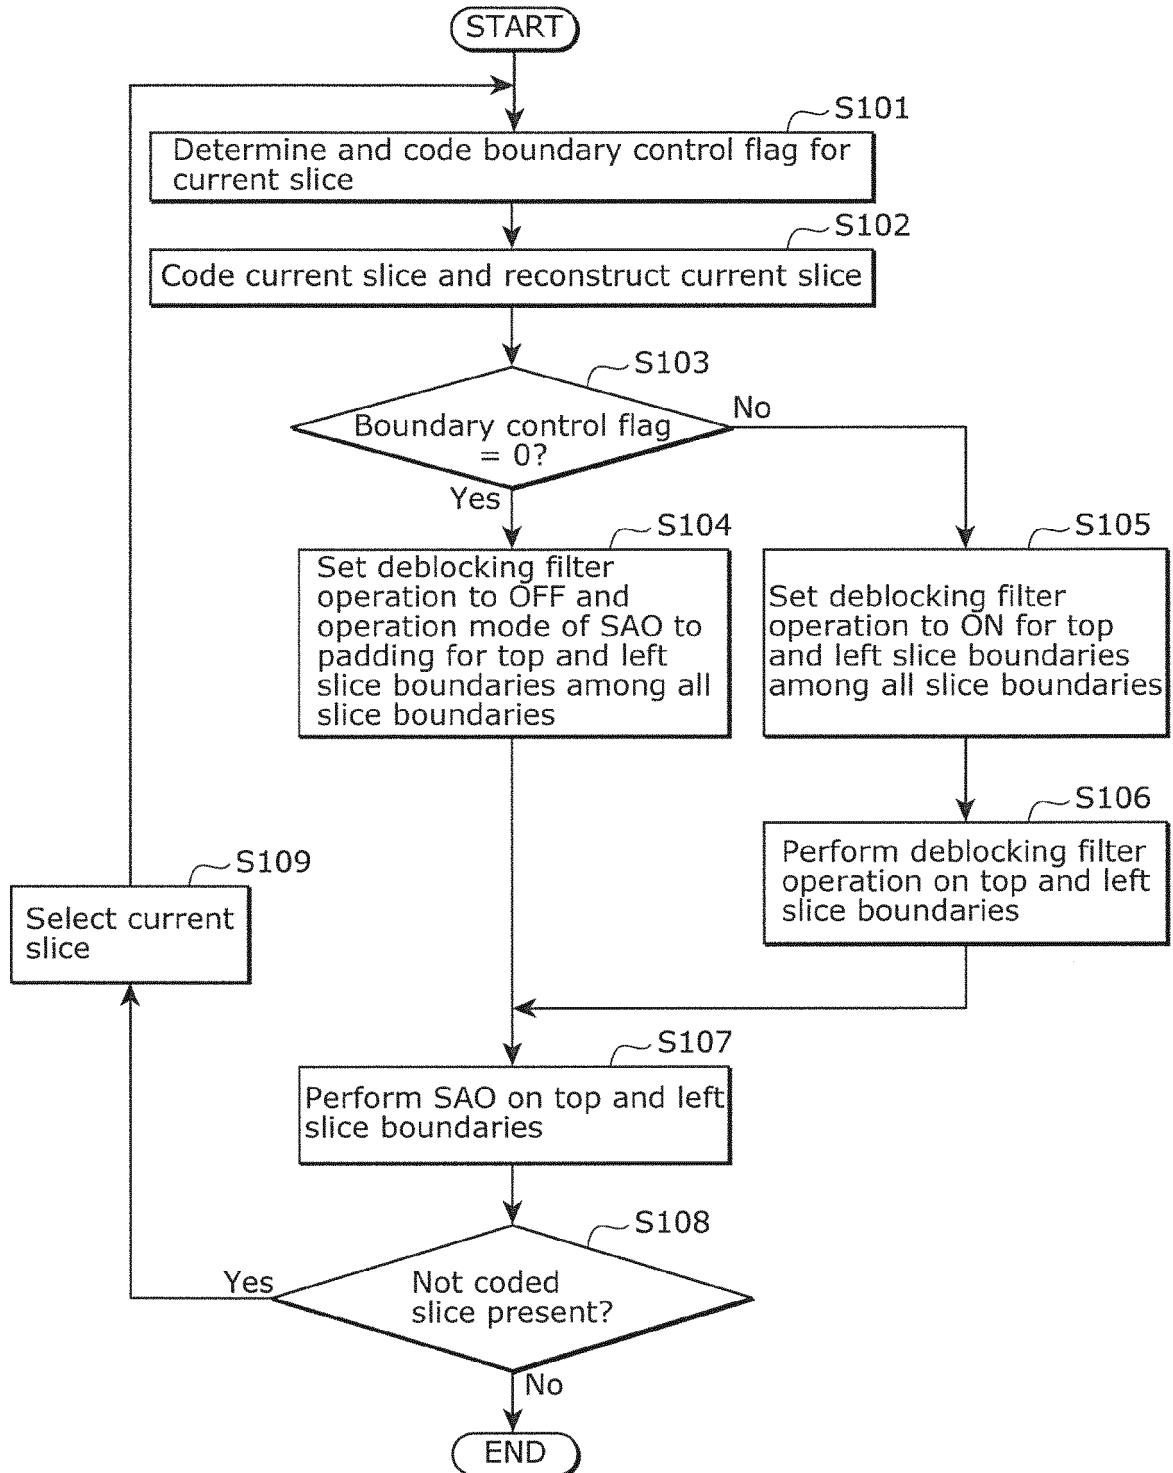 START
S101
Determine and code boundary control flag for
current slice
S102
Code current slice and reconstruct current slice
S103
Boundary control flag
= 0?
No
Yes
S104
Set deblocking filter
operation to OFF and
operation mode of SAO to
padding for top and left
slice boundaries among all
slice boundaries
S105
Set deblocking filter
operation to ON for top
and left slice boundaries
among all slice boundaries
S106
Perform deblocking filter
operation on top and left
slice boundaries
S109
Select current
slice
S107
Perform SAO on top and left
slice boundaries
S108
Not coded
slice present?
Yes
No
END